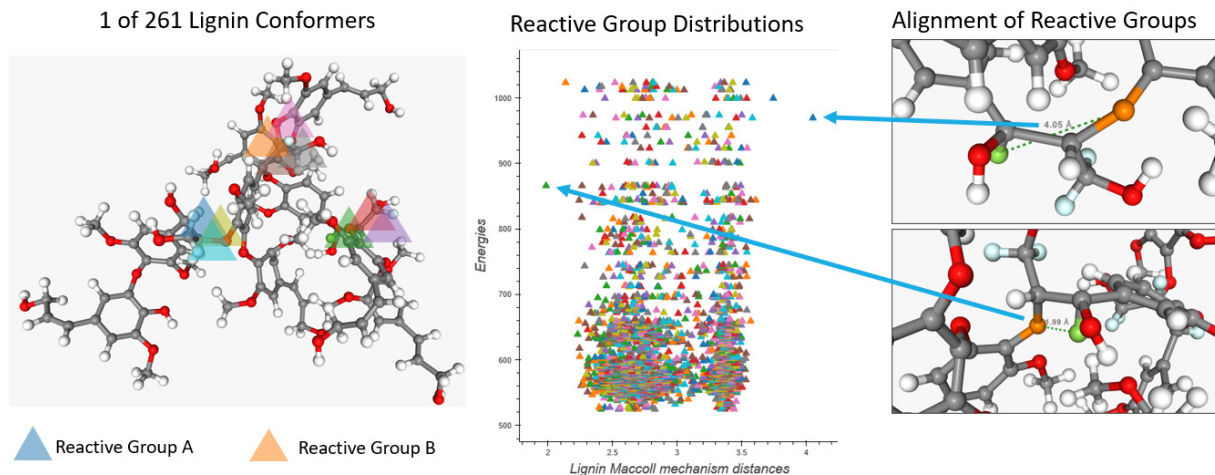 1 of 261 Lignin Conformers
Reactive Group Distributions
Alignment of Reactive Groups
Reactive Group A
Reactive Group B
Energies
1000
900
800
700
600
500
2
2.5
3
3.5
4
Lignin Maccoll mechanism distances
4.05 Å
1.99 Å